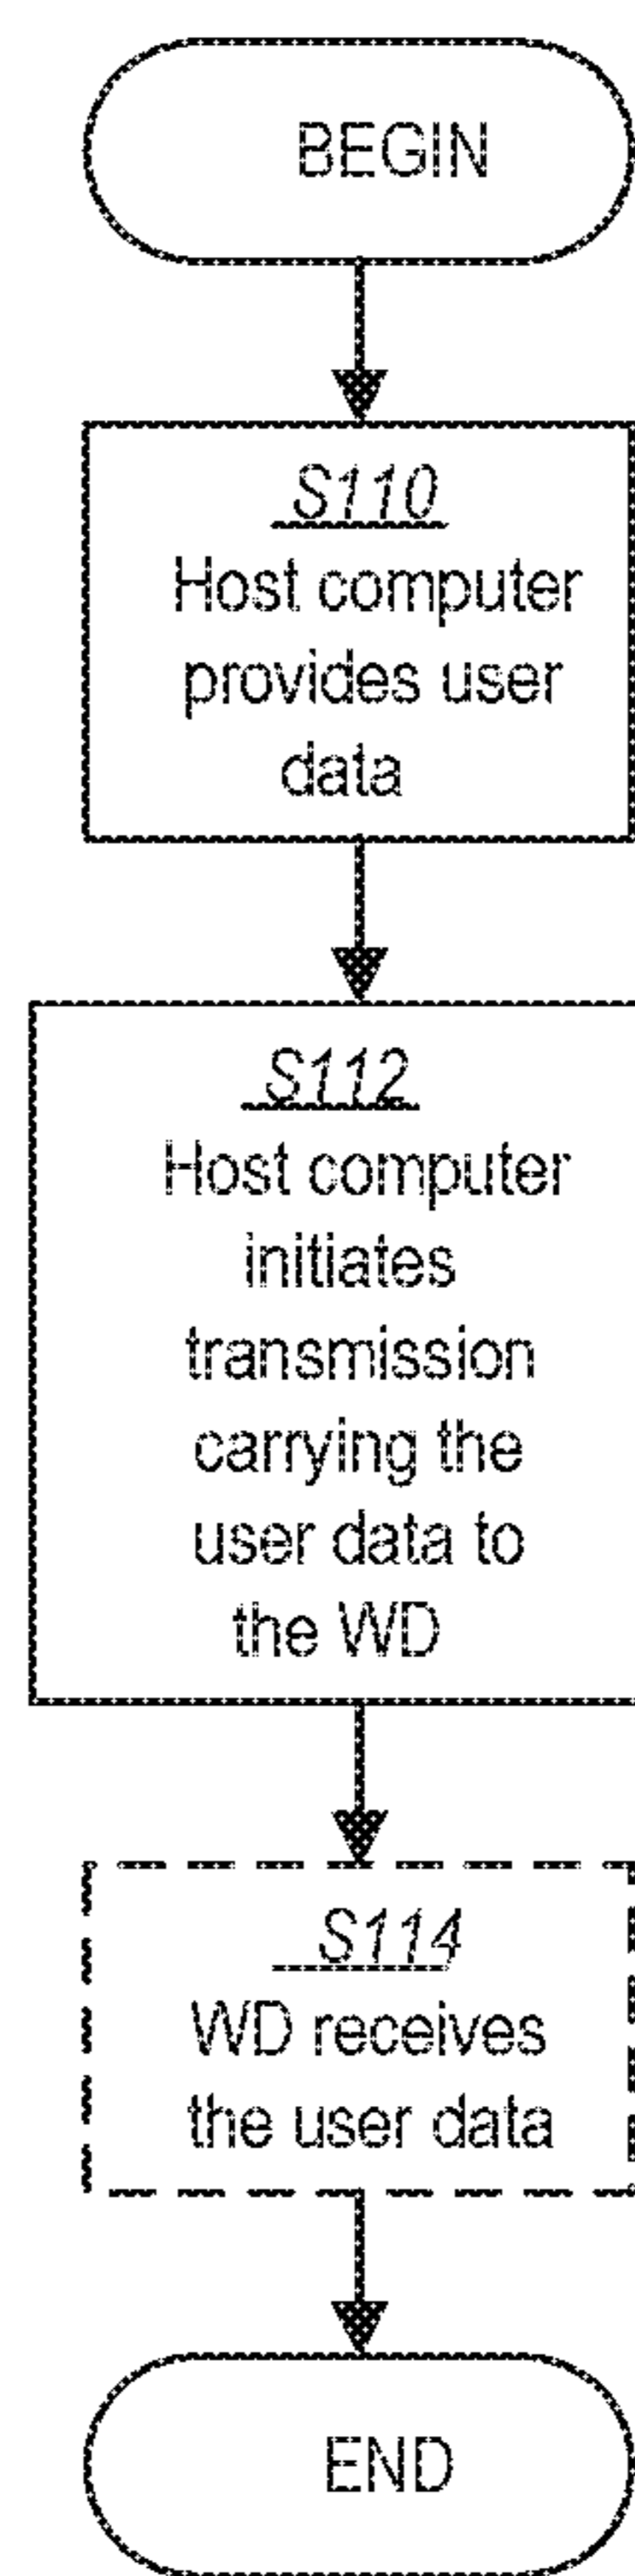 BEGIN
S110
Host computer
provides user
data
S112
Host computer
initiates
transmission
carrying the
user data to
the WD
S114
WD receives
the user data
END